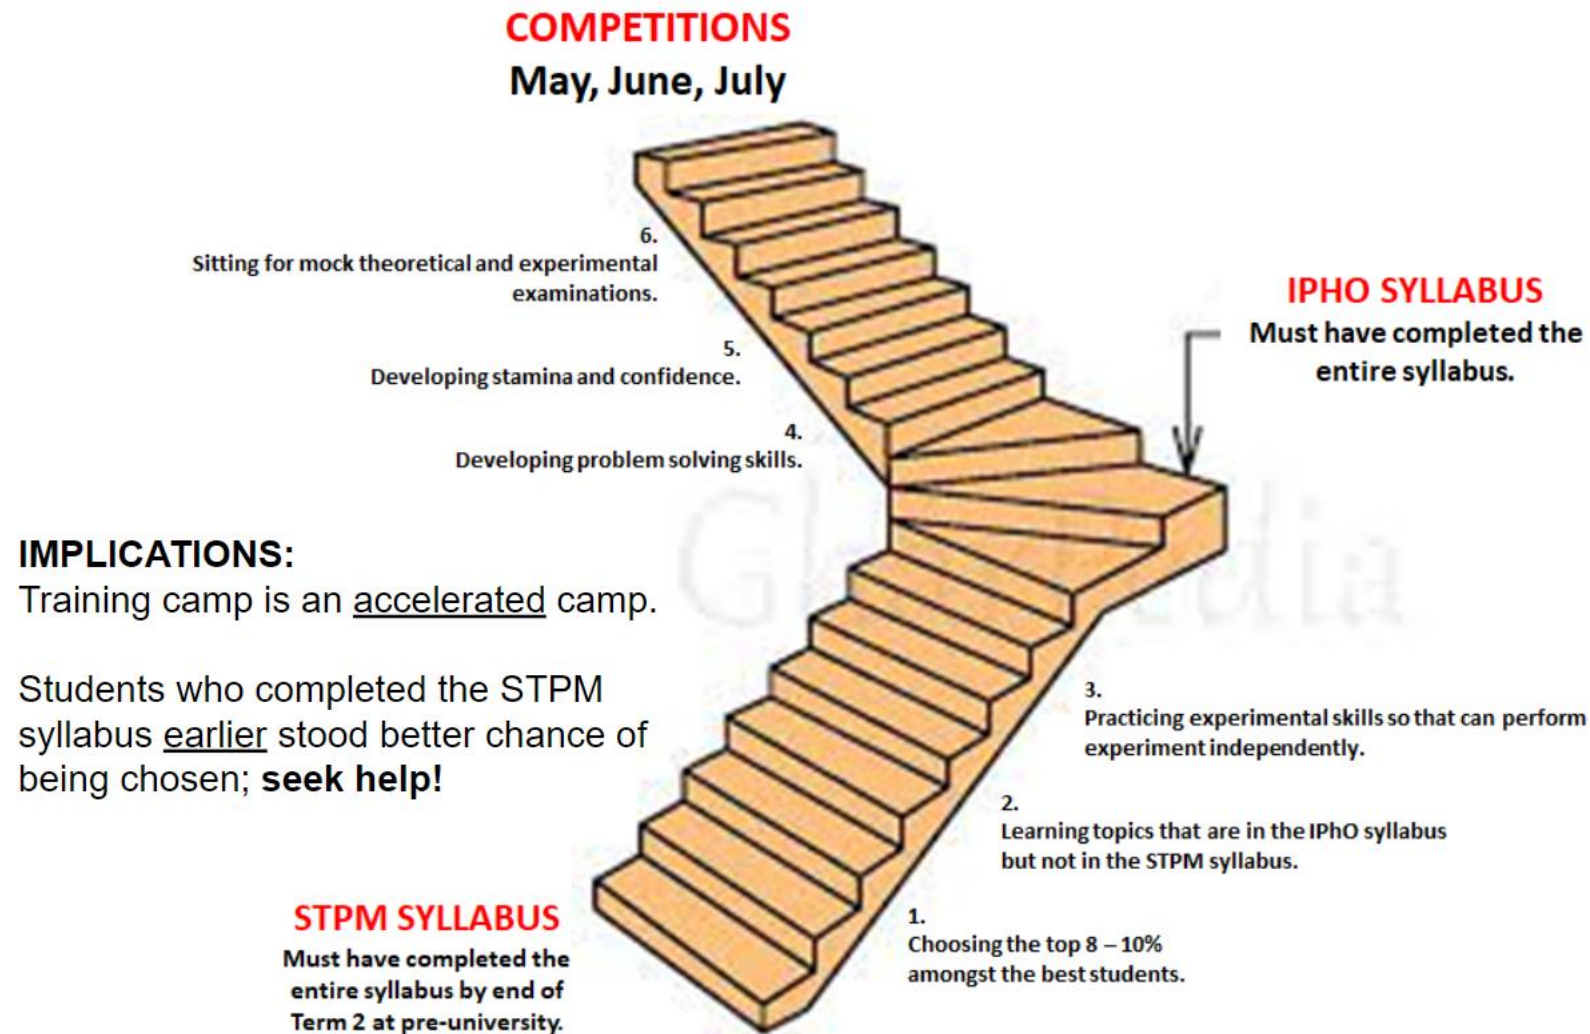 COMPETITIONS
May, June, July
6.
Sitting for mock theoretical and experimental
examinations.
5.
Developing stamina and confidence.
4.
Developing problem solving skills.
IPHO SYLLABUS
Must have completed the
entire syllabus.
IMPLICATIONS:
Training camp is an accelerated camp.
Students who completed the STPM
syllabus earlier stood better chance of
being chosen; seek help!
3.
Practicing experimental skills so that can perform
experiment independently.
2.
Learning topics that are in the IPhO syllabus
but not in the STPM syllabus.
1.
Choosing the top 8 – 10%
amongst the best students.
STPM SYLLABUS
Must have completed the
entire syllabus by end of
Term 2 at pre-university.